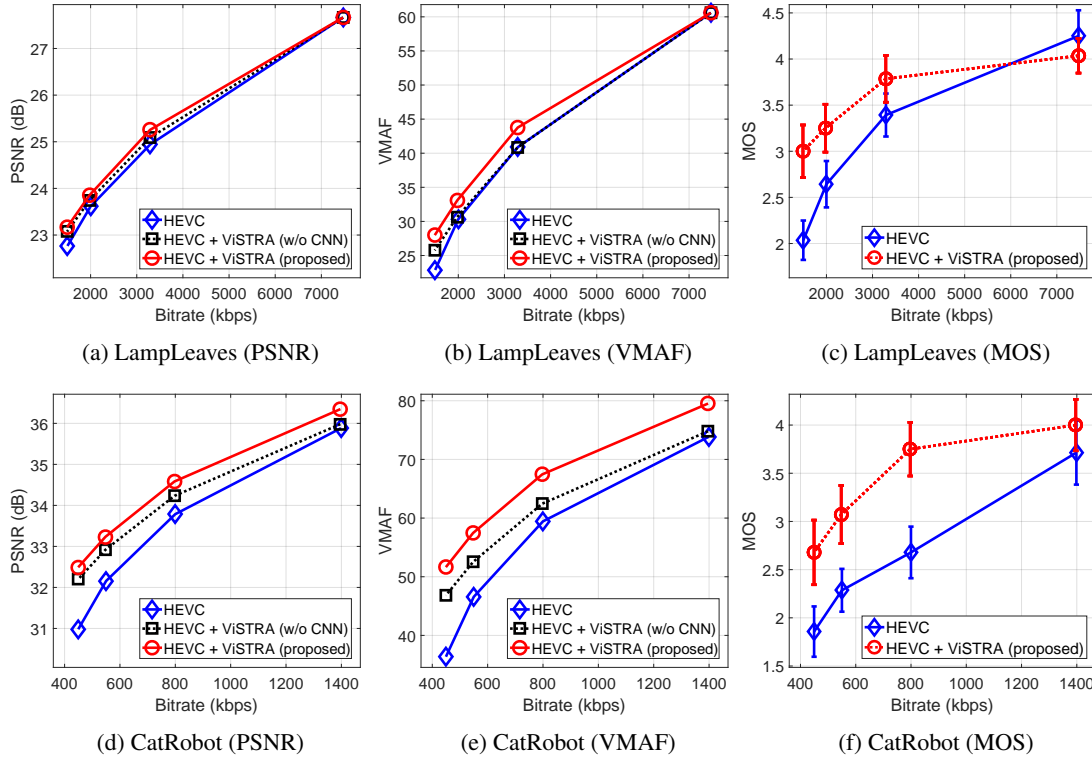 27
26
25
24
23
PSNR (dB)
2000 3000 4000 5000 6000 7000
Bitrate (kbps)
HEVC
HEVC + ViSTRA (w/o CNN)
HEVC + ViSTRA (proposed)
(a) LampLeaves (PSNR)
60
55
50
45
40
35
30
25
VMAF
2000 3000 4000 5000 6000 7000
Bitrate (kbps)
HEVC
HEVC + ViSTRA (w/o CNN)
HEVC + ViSTRA (proposed)
(b) LampLeaves (VMAF)
4.5
4
3.5
3
2.5
2
MOS
2000 3000 4000 5000 6000 7000
Bitrate (kbps)
HEVC
HEVC + ViSTRA (proposed)
(c) LampLeaves (MOS)
36
35
34
33
32
31
PSNR (dB)
400 600 800 1000 1200 1400
Bitrate (kbps)
HEVC
HEVC + ViSTRA (w/o CNN)
HEVC + ViSTRA (proposed)
(d) CatRobot (PSNR)
80
70
60
50
40
VMAF
400 600 800 1000 1200 1400
Bitrate (kbps)
HEVC
HEVC + ViSTRA (w/o CNN)
HEVC + ViSTRA (proposed)
(e) CatRobot (VMAF)
4
3.5
3
2.5
2
1.5
MOS
400 600 800 1000 1200 1400
Bitrate (kbps)
HEVC
HEVC + ViSTRA (proposed)
(f) CatRobot (MOS)